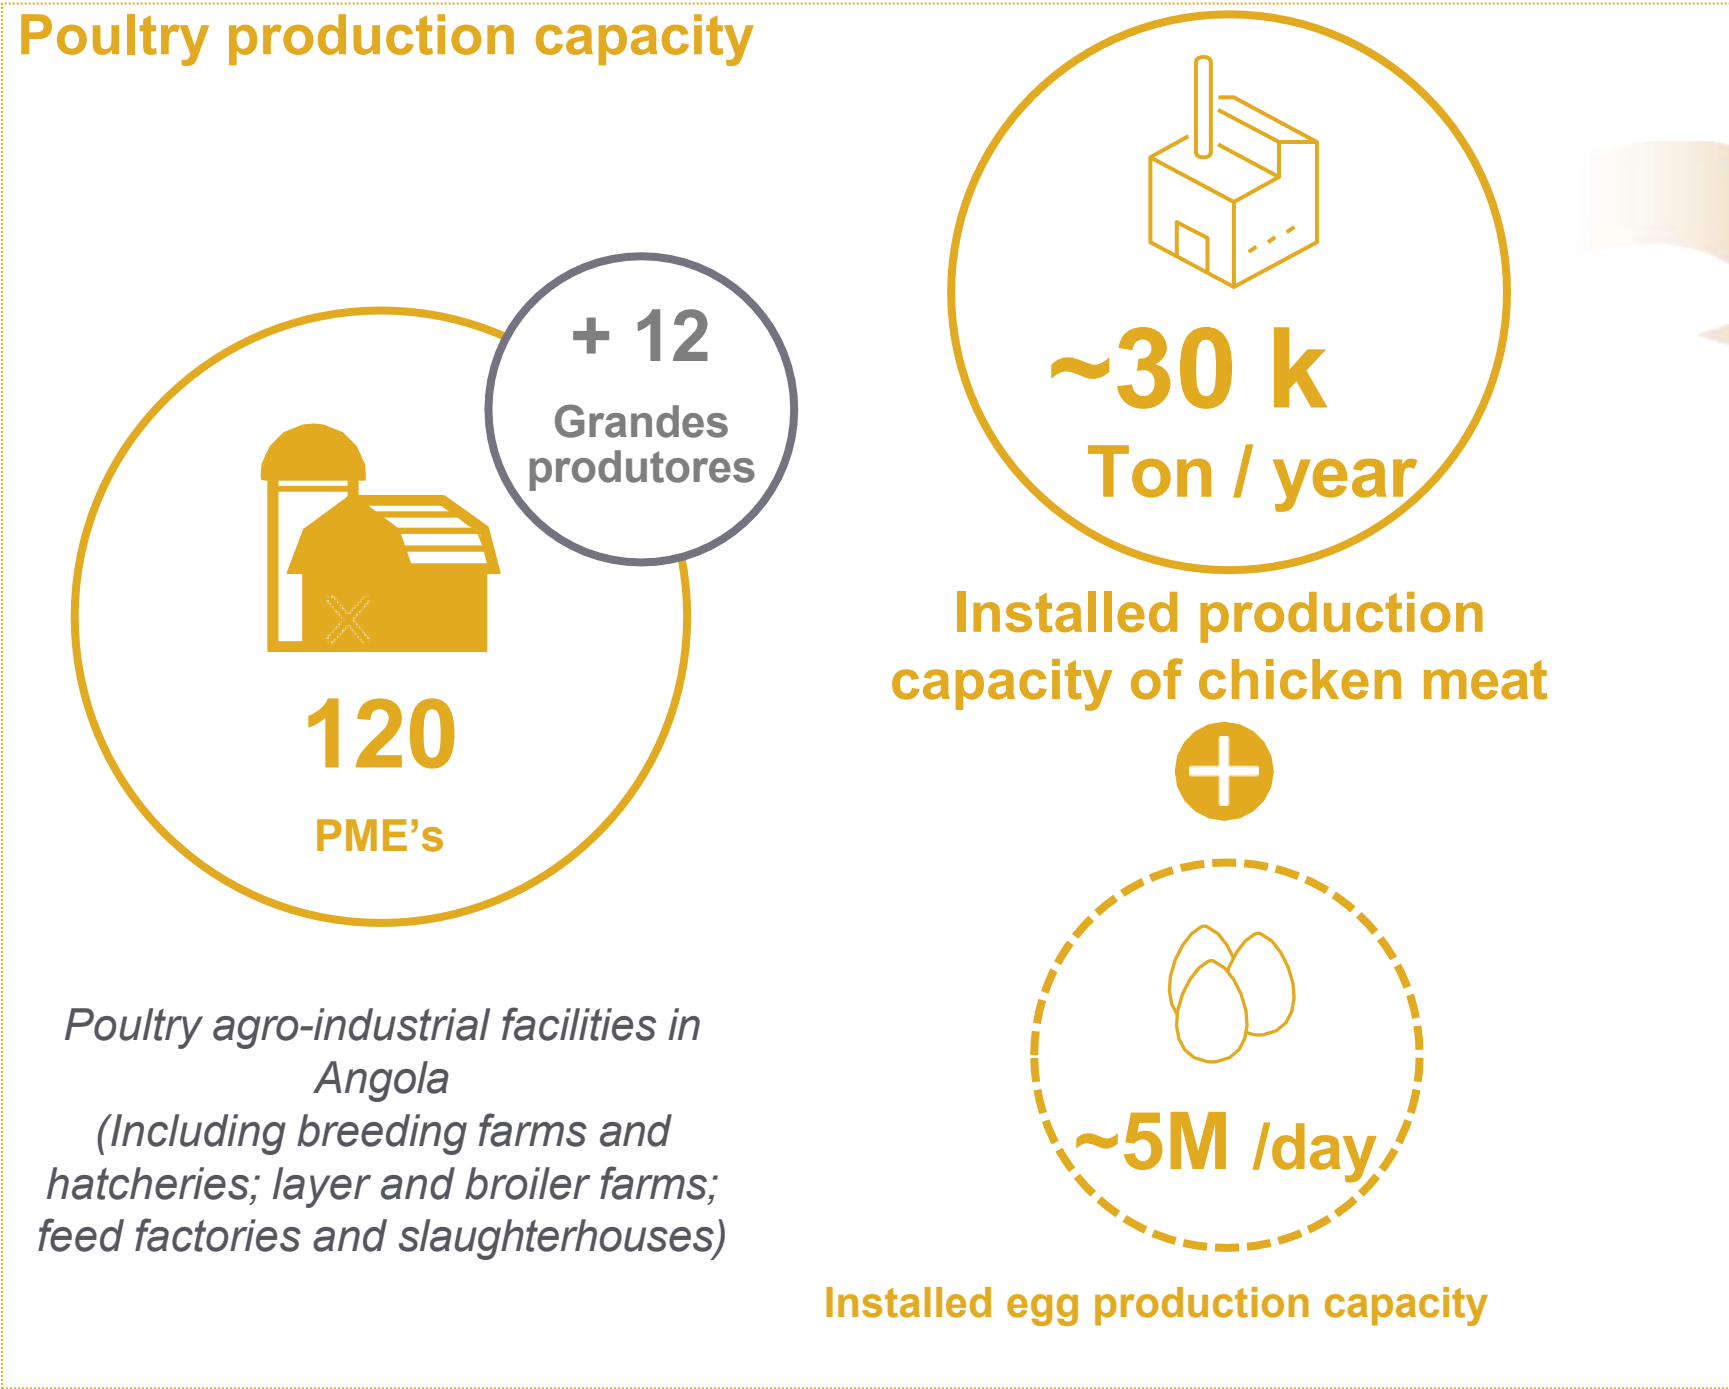 Poultry production capacity
+ 12
Grandes
produtores
120
PME’s
Poultry agro-industrial facilities in
Angola
(Including breeding farms and
hatcheries; layer and broiler farms;
feed factories and slaughterhouses)
~30 k
Ton / year
Installed production
capacity of chicken meat
~5M /day
Installed egg production capacity